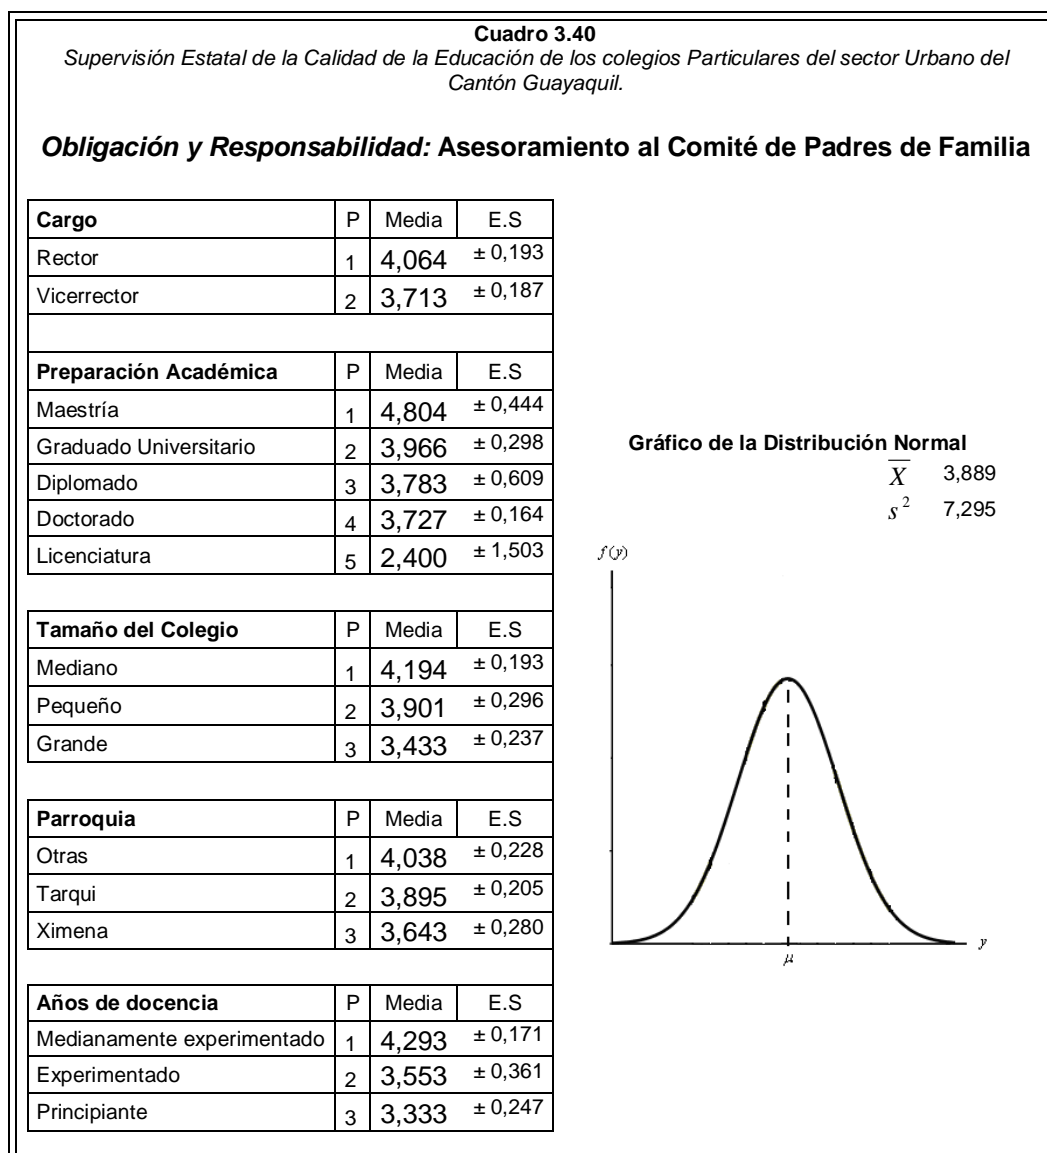 Cuadro 3.40
Supervisión Estatal de la Calidad de la Educación de los colegios Particulares del sector Urbano del
Cantón Guayaquil.
Obligación y Responsabilidad: Asesoramiento al Comité de Padres de Familia
Cargo P Media E.S
Rector 1 4,064 ± 0,193
Vicerrector 2 3,713 ± 0,187
Preparación Académica P Media E.S
Maestría 1 4,804 ± 0,444
Graduado Universitario 2 3,966 ± 0,298
Diplomado 3 3,783 ± 0,609
Doctorado 4 3,727 ± 0,164
Licenciatura 5 2,400 ± 1,503
Tamaño del Colegio P Media E.S
Mediano 1 4,194 ± 0,193
Pequeño 2 3,901 ± 0,296
Grande 3 3,433 ± 0,237
Parroquia P Media E.S
Otras 1 4,038 ± 0,228
Tarqui 2 3,895 ± 0,205
Ximena 3 3,643 ± 0,280
Años de docencia P Media E.S
Medianamente experimentado 1 4,293 ± 0,171
Experimentado 2 3,553 ± 0,361
Principiante 3 3,333 ± 0,247
Gráfico de la Distribución Normal
X̅ 3,889
s² 7,295
f(y)
y
μ